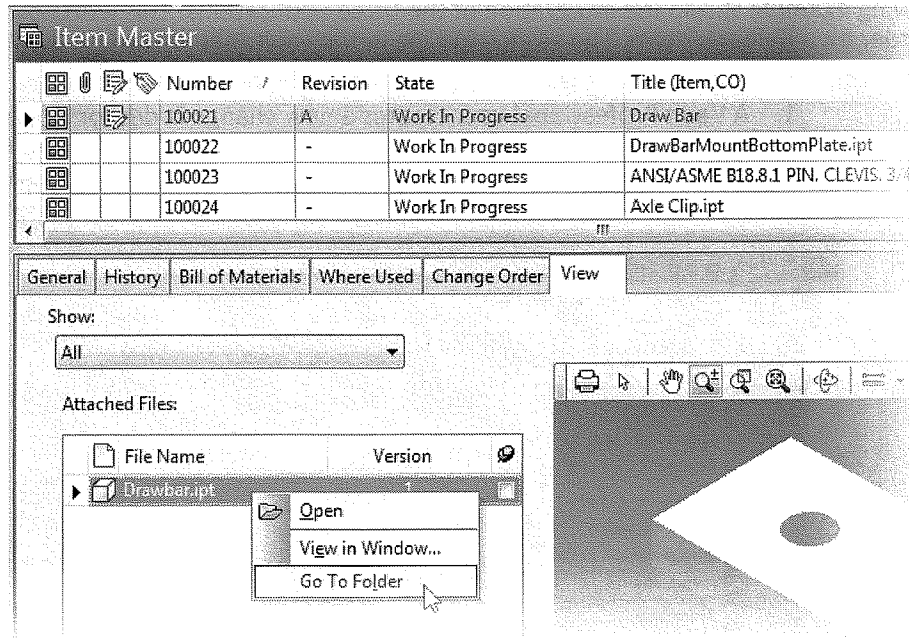 Item Master
Number Revision State Title (Item,CO)
100021 A Work In Progress Draw Bar
100022 - Work In Progress DrawBarMountBottomPlate.ipt
100023 - Work In Progress ANSI/ASME B18.8.1 PIN. CLEVIS. 3/4
100024 - Work In Progress Axle Clip.ipt
General History Bill of Materials Where Used Change Order View
Show:
All
Attached Files:
File Name Version
Drawbar.ipt 1
Open
View in Window...
Go To Folder